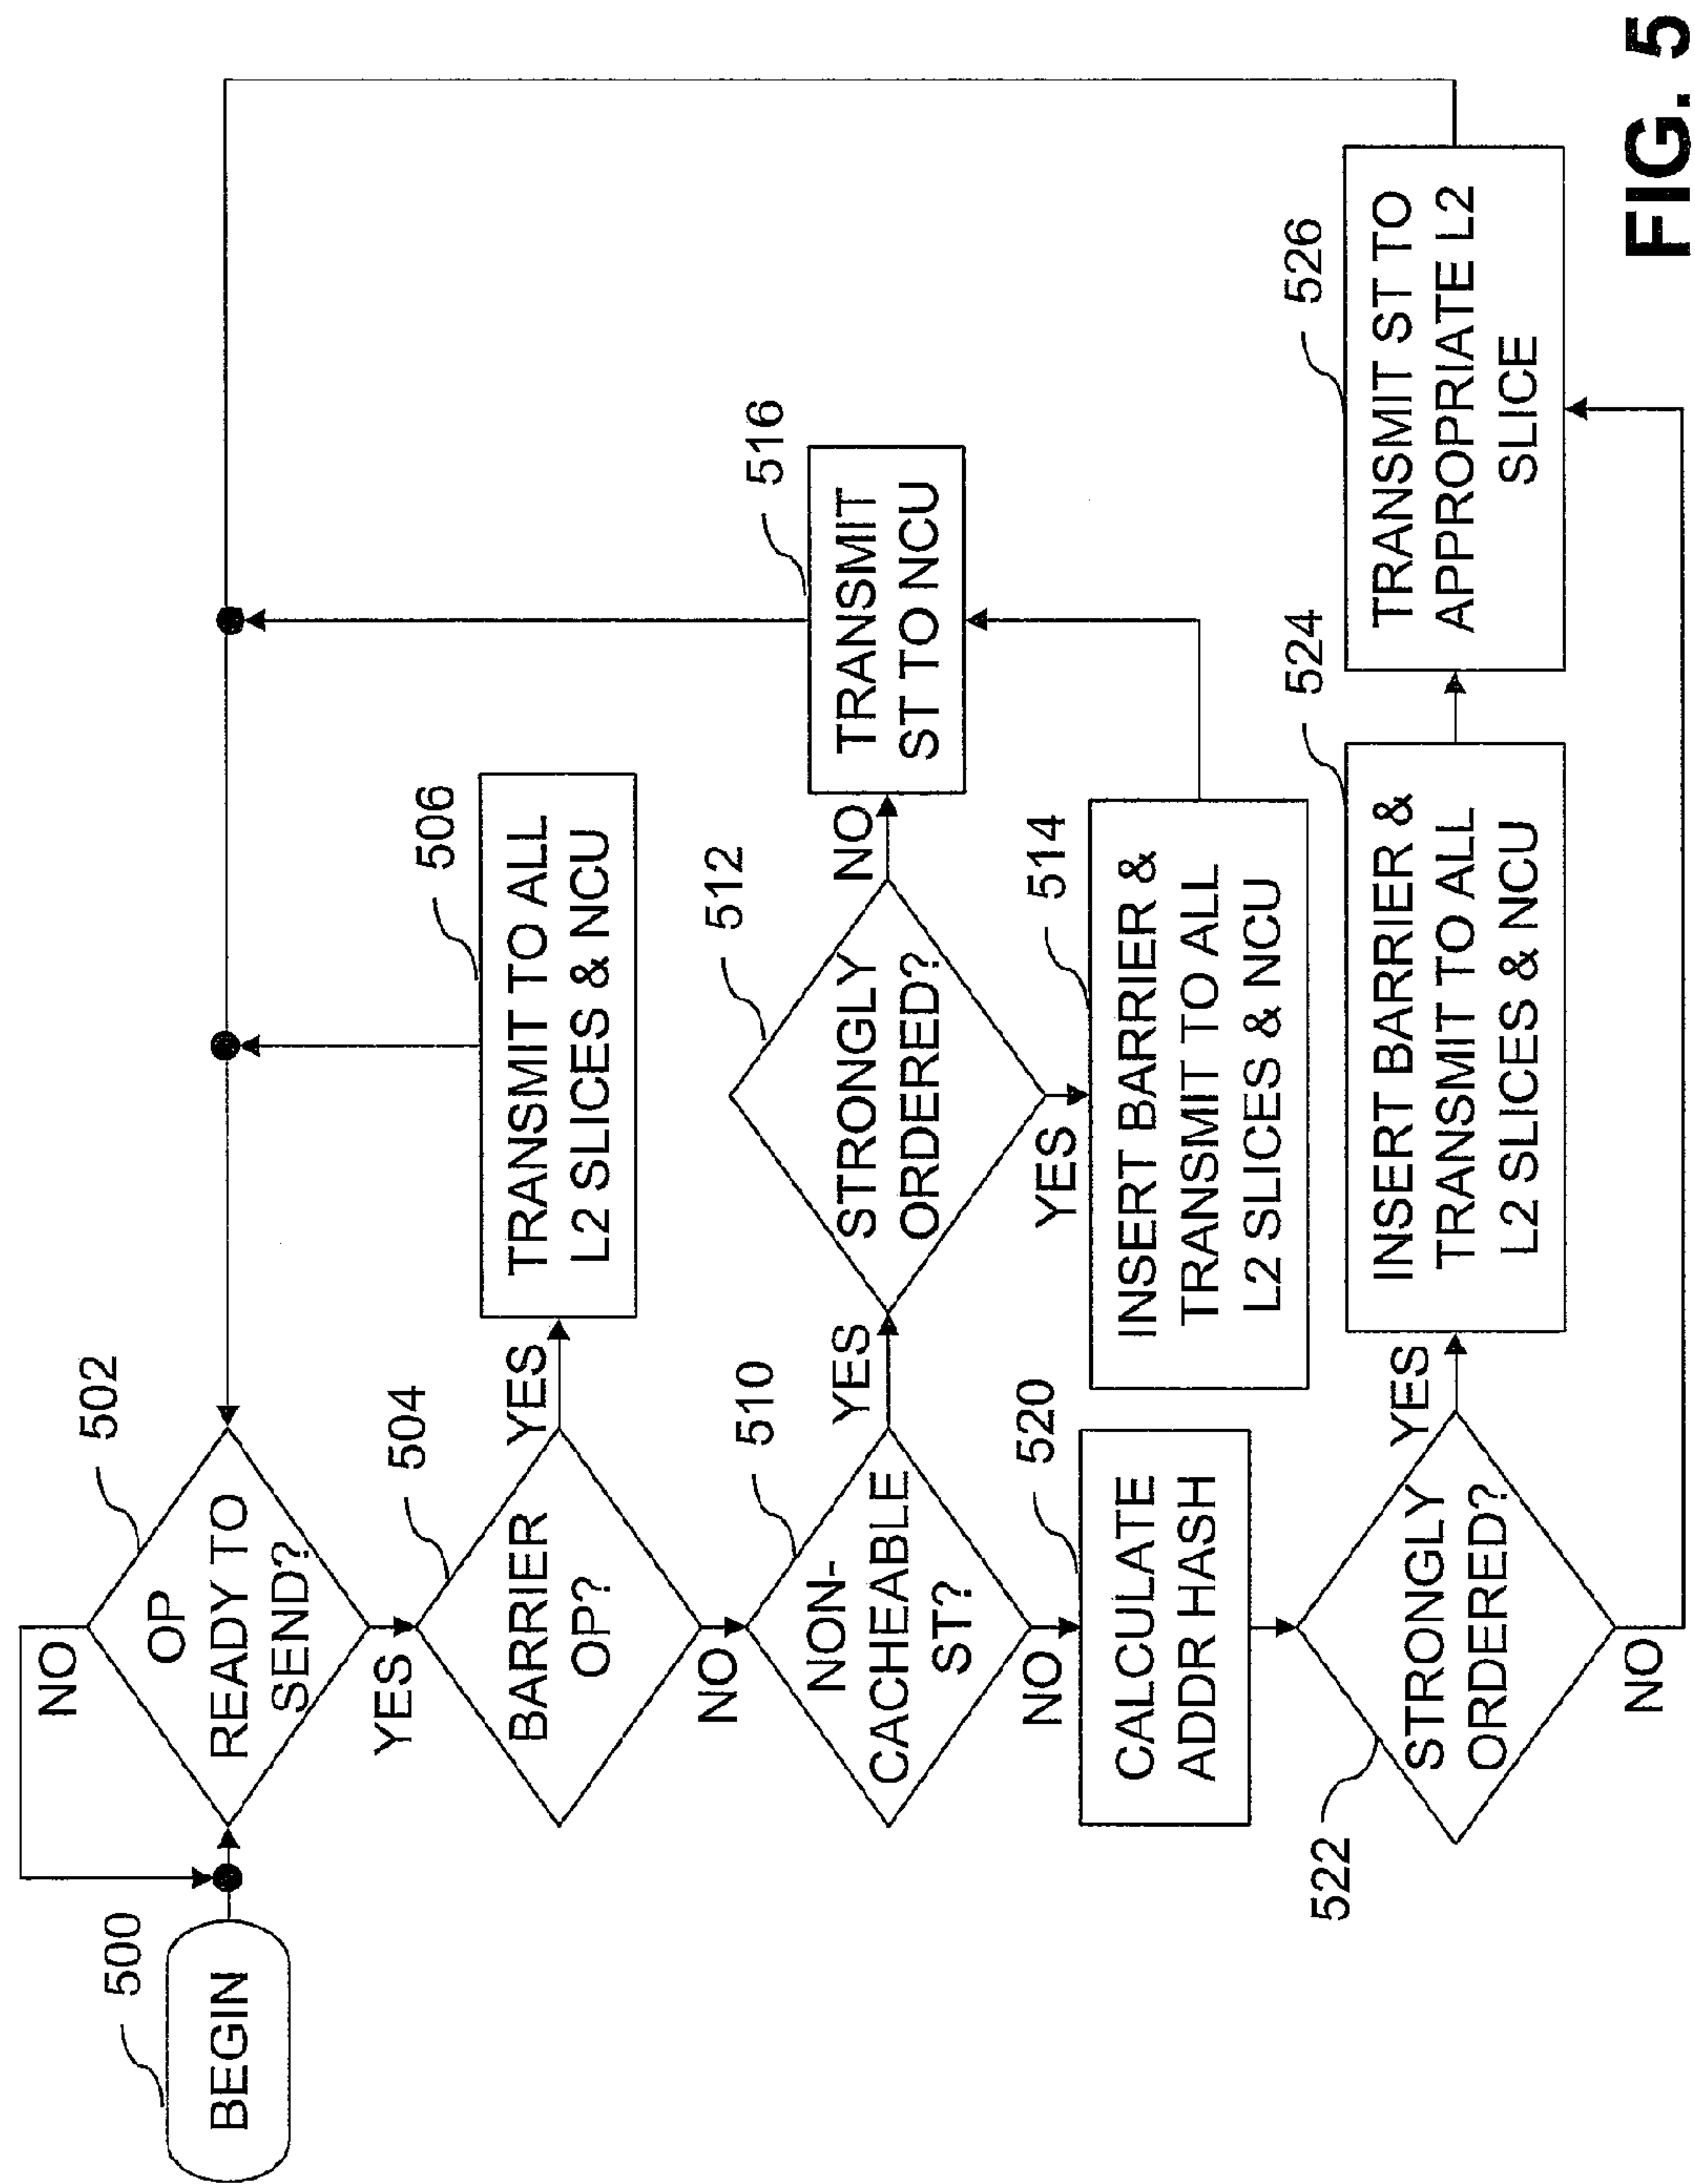 500
BEGIN
NO
502
OP
READY TO
SEND?
YES
504
BARRIER
OP?
YES
506
TRANSMIT TO ALL
L2 SLICES & NCU
NO
510
NON-
CACHEABLE
ST?
YES
512
STRONGLY
ORDERED?
NO
516
TRANSMIT
ST TO NCU
YES
514
INSERT BARRIER &
TRANSMIT TO ALL
L2 SLICES & NCU
NO
520
CALCULATE
ADDR HASH
522
STRONGLY
ORDERED?
YES
524
INSERT BARRIER &
TRANSMIT TO ALL
L2 SLICES & NCU
526
TRANSMIT ST TO
APPROPRIATE L2
SLICE
NO
FIG. 5